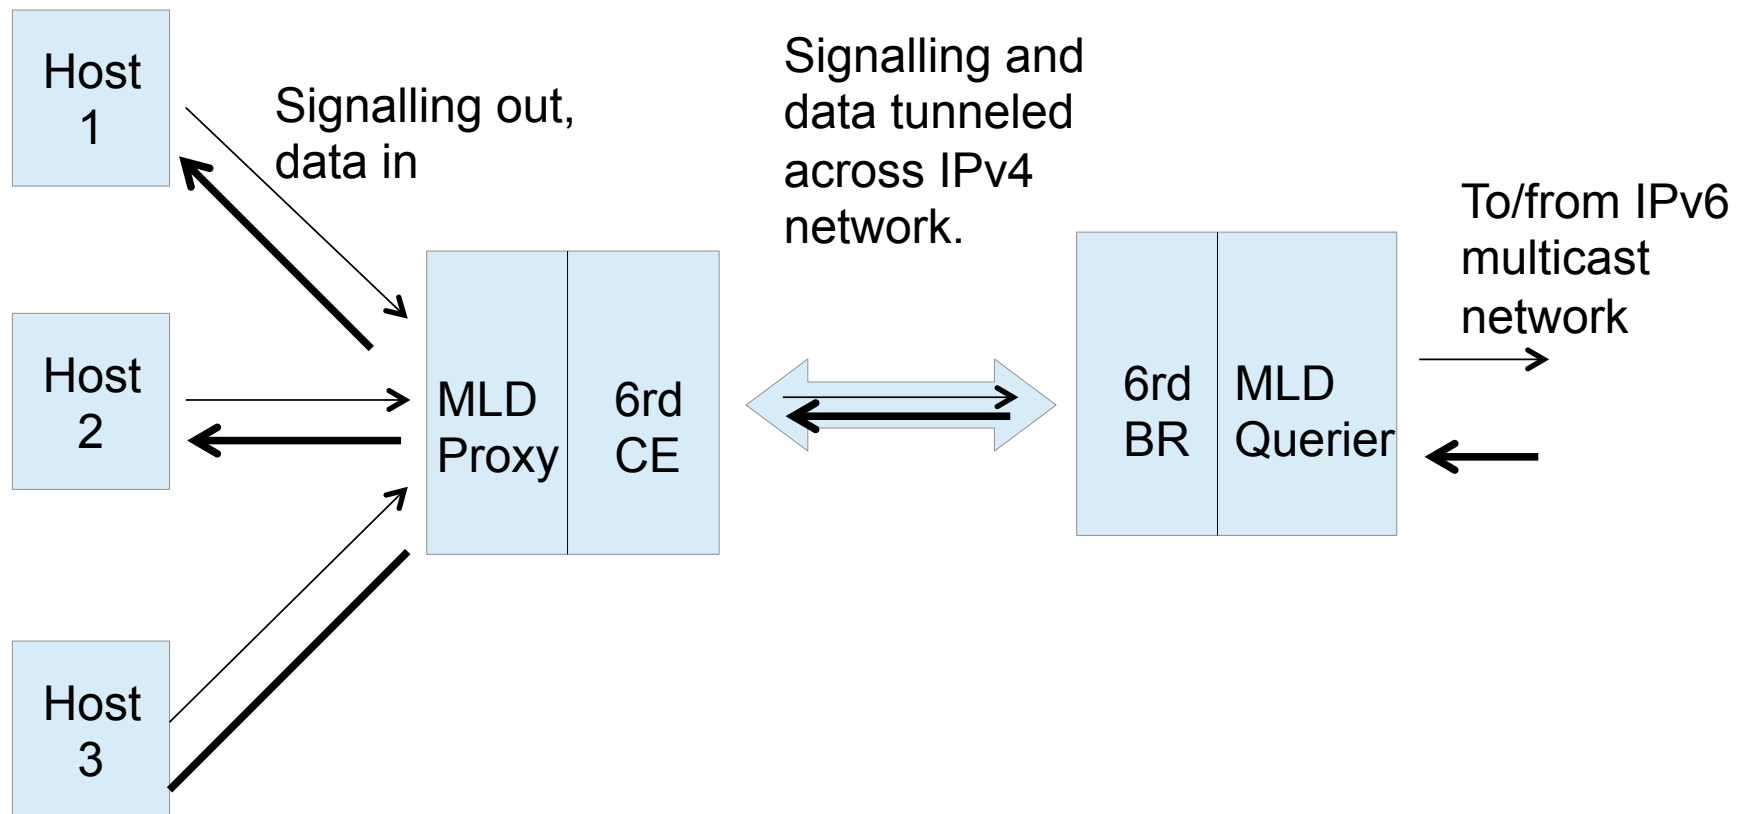 Host
1
Signalling out,
data in
Signalling and
data tunneled
across IPv4
network.
To/from IPv6
multicast
network
Host
2
MLD
Proxy
6rd
CE
6rd
BR
MLD
Querier
Host
3